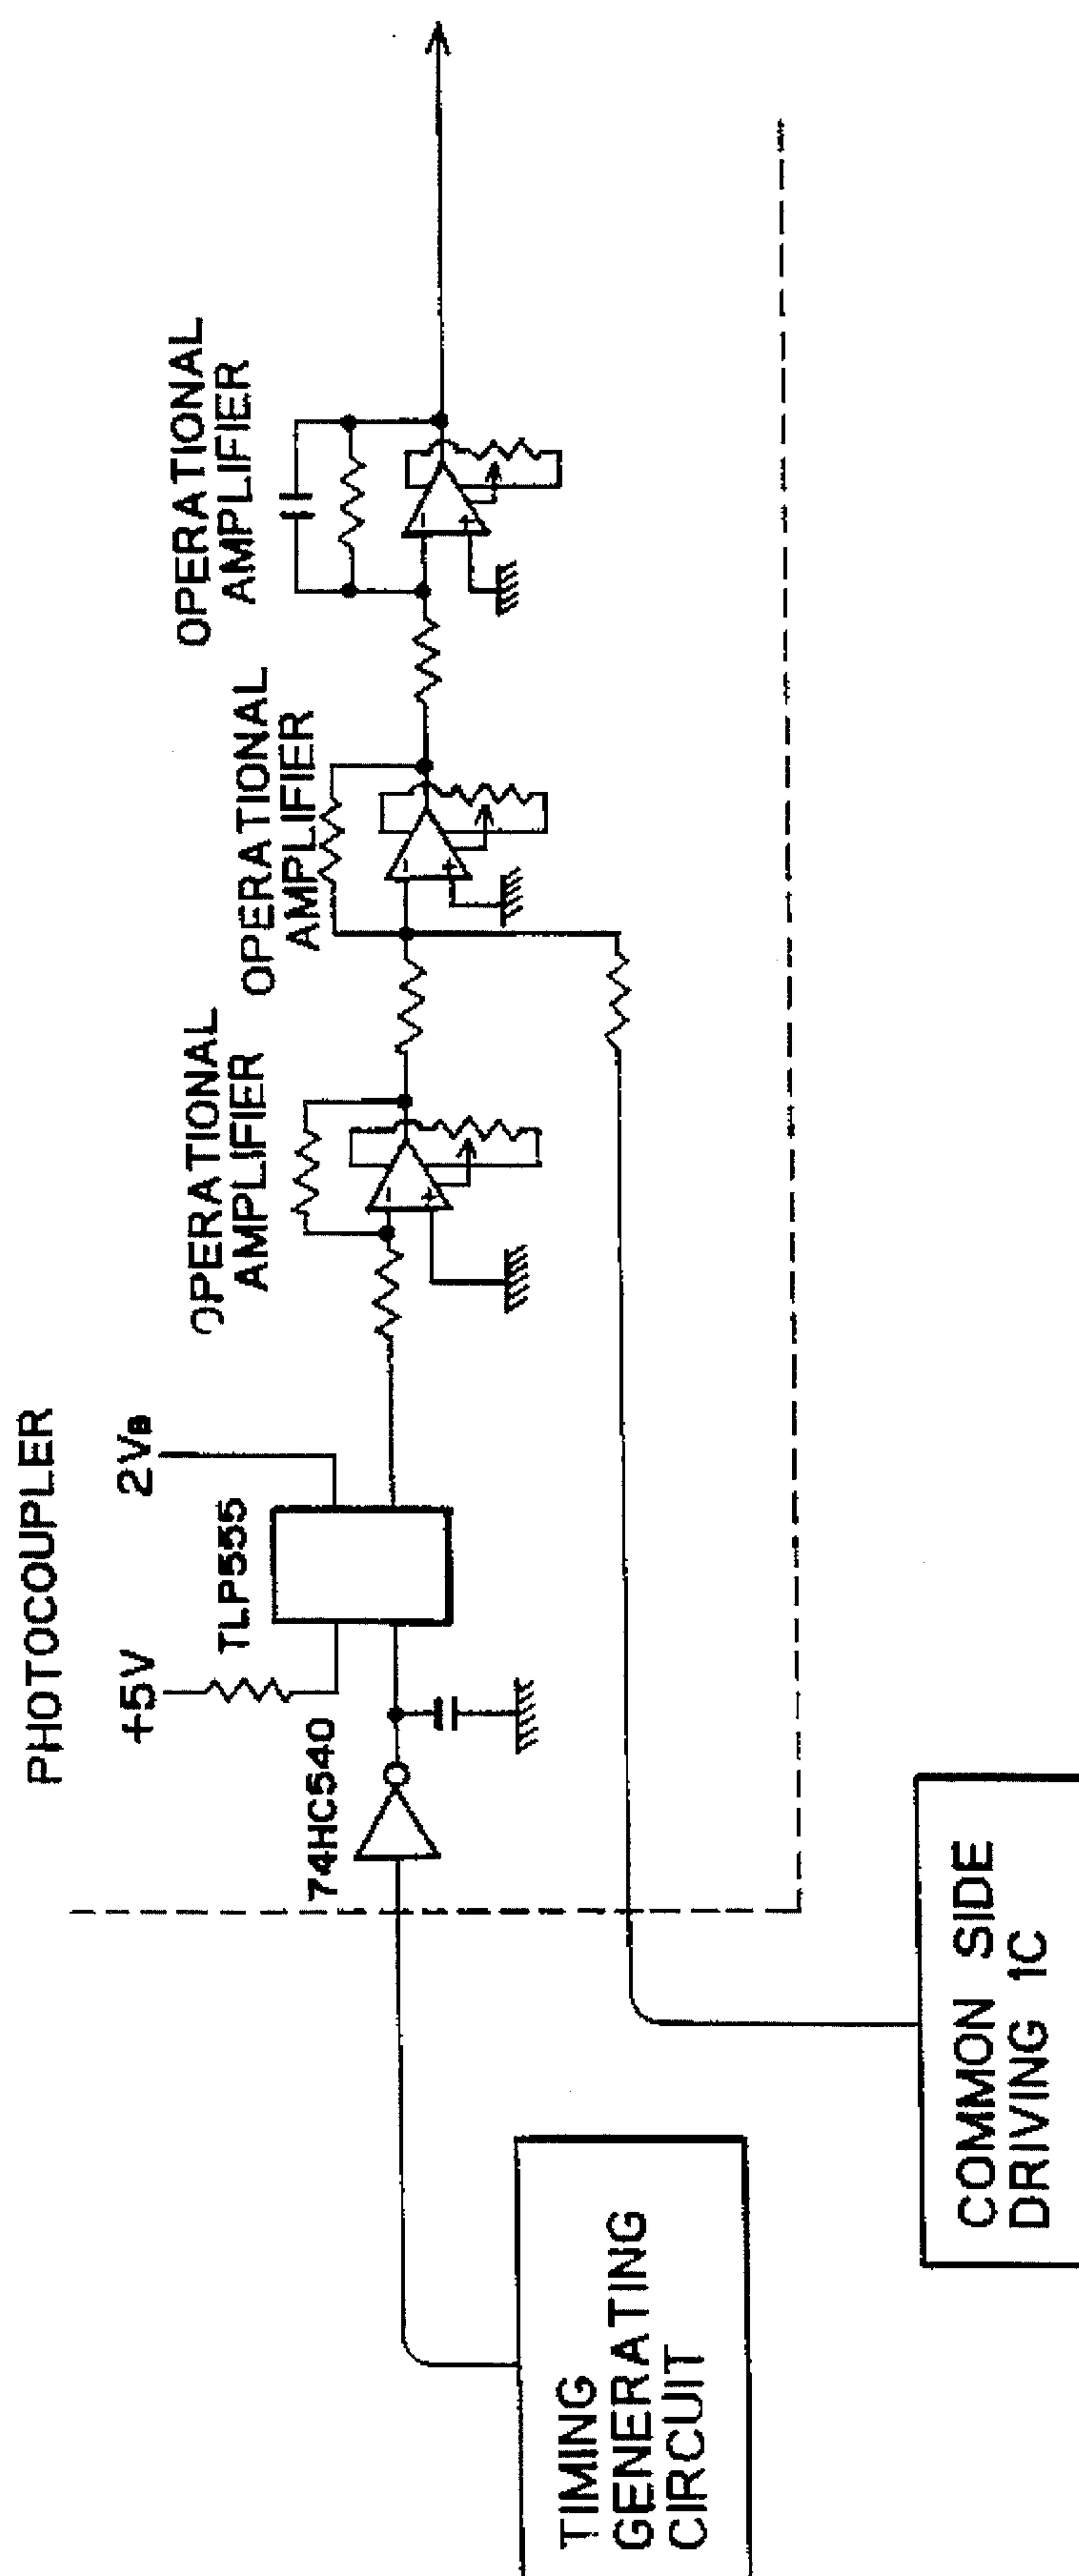 PHOTOCOUPLER
+5V
2VB
TLP555
74HC540
OPERATIONAL
AMPLIFIER
-
+
OPERATIONAL
AMPLIFIER
-
+
OPERATIONAL
AMPLIFIER
-
+
TIMING
GENERATING
CIRCUIT
COMMON SIDE
DRIVING 1C